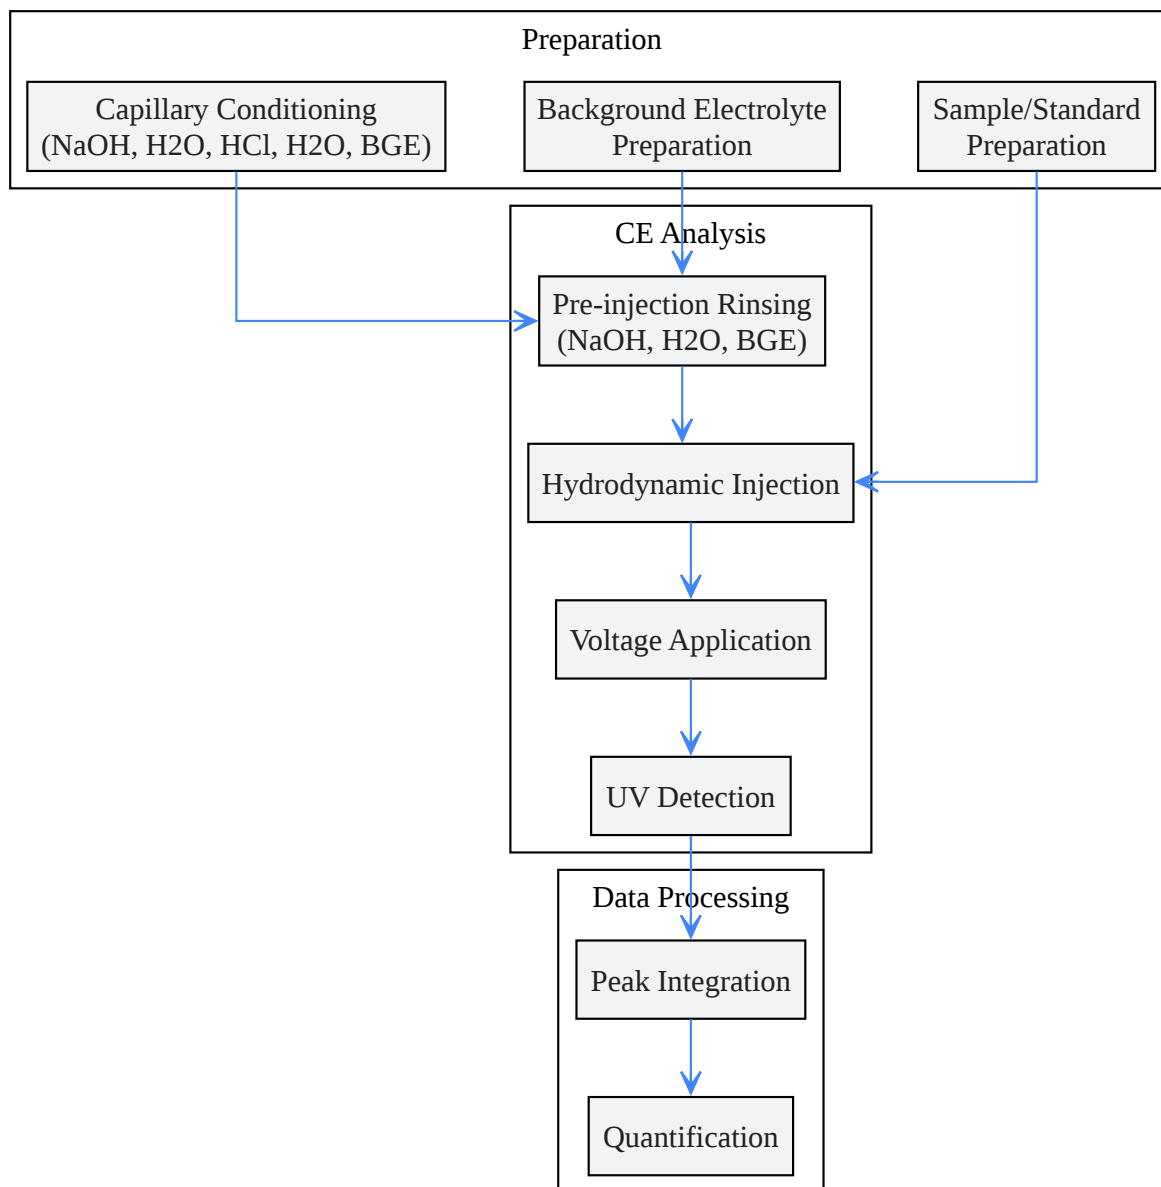 Preparation
Capillary Conditioning
(NaOH, H2O, HCl, H2O, BGE)
Background Electrolyte
Preparation
Sample/Standard
Preparation
CE Analysis
Pre-injection Rinsing
(NaOH, H2O, BGE)
Hydrodynamic Injection
Voltage Application
UV Detection
Data Processing
Peak Integration
Quantification